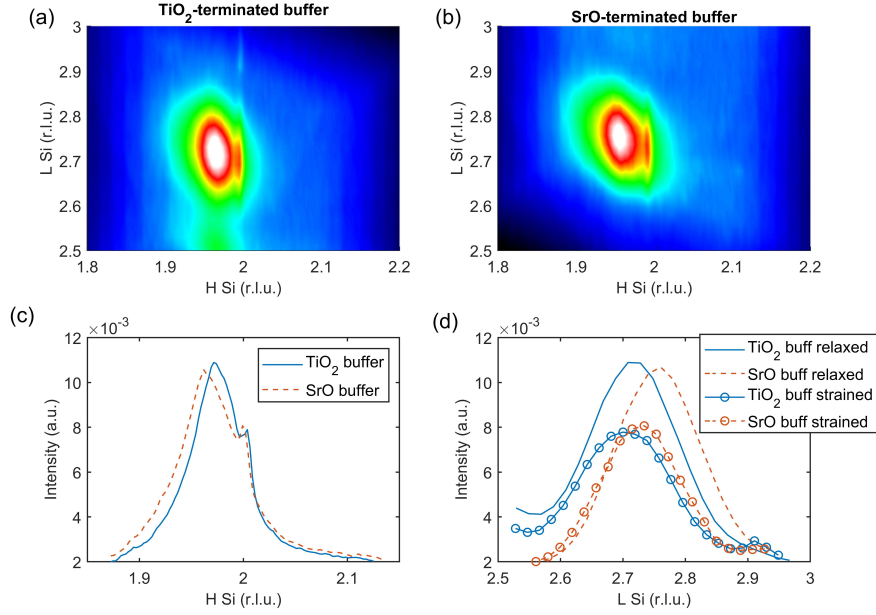 (a)
TiO2-terminated buffer
3
2.9
2.8
2.7
2.6
2.5
L Si (r.l.u.)
1.8
1.9
2
2.1
2.2
H Si (r.l.u.)
(b)
SrO-terminated buffer
3
2.9
2.8
2.7
2.6
2.5
L Si (r.l.u.)
1.8
1.9
2
2.1
2.2
H Si (r.l.u.)
(c)
×10-3
12
10
8
6
4
2
Intensity (a.u.)
TiO2 buffer
SrO buffer
1.9
2
2.1
H Si (r.l.u.)
(d)
×10-3
12
10
8
6
4
2
Intensity (a.u.)
TiO2 buff relaxed
SrO buff relaxed
TiO2 buff strained
SrO buff strained
2.5
2.6
2.7
2.8
2.9
3
L Si (r.l.u.)